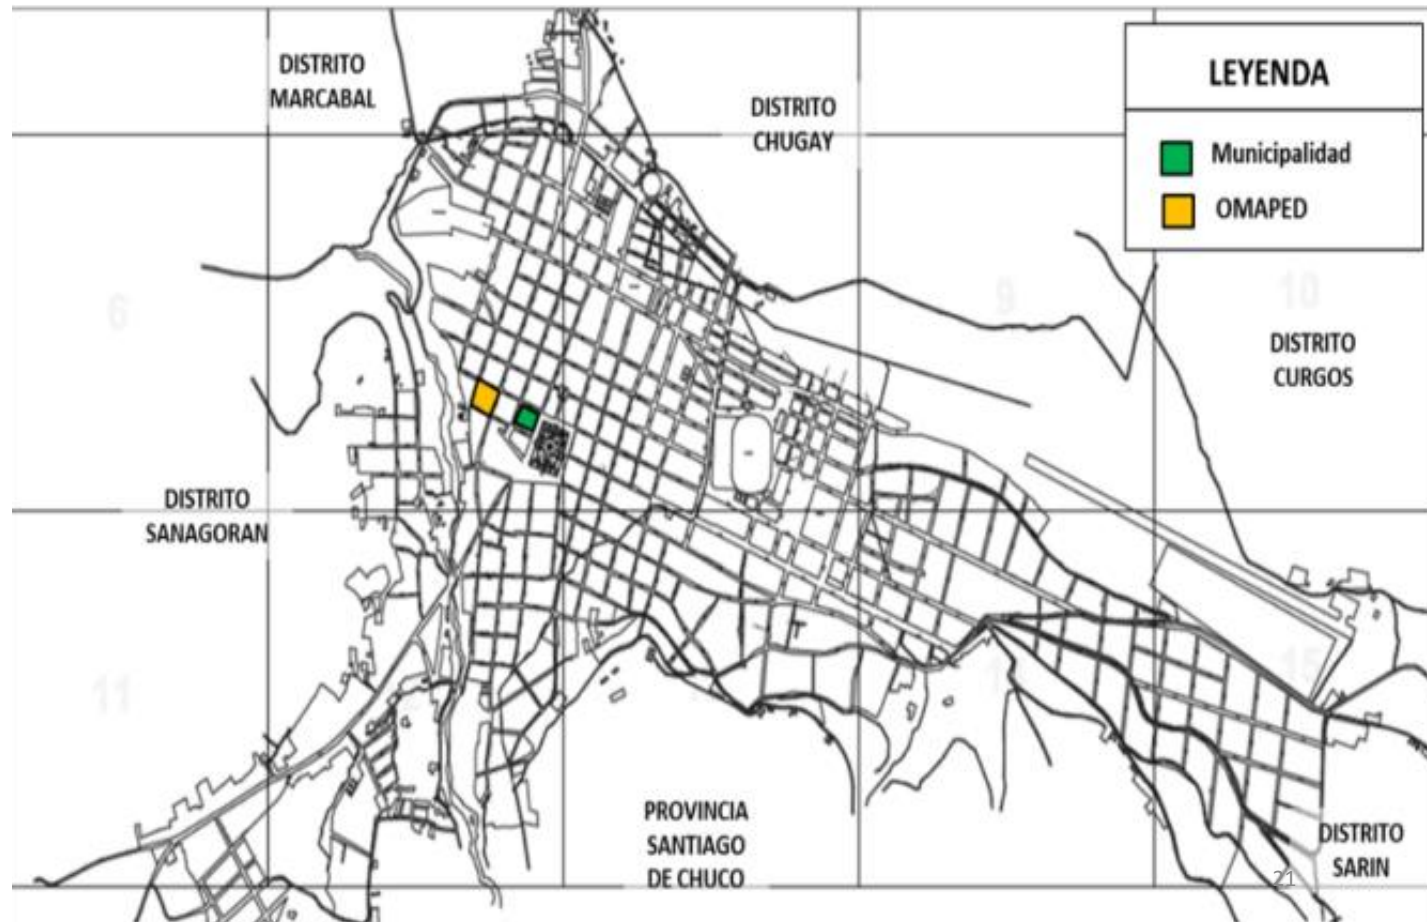 DISTRITO
MARCABAL
DISTRITO
CHUGAY
LEYENDA
Municipalidad
OMAPED
6
9
10
DISTRITO
CURGOS
DISTRITO
SANAGORAN
11
15
PROVINCIA
SANTIAGO
DE CHUCO
DISTRITO
SARIN
21